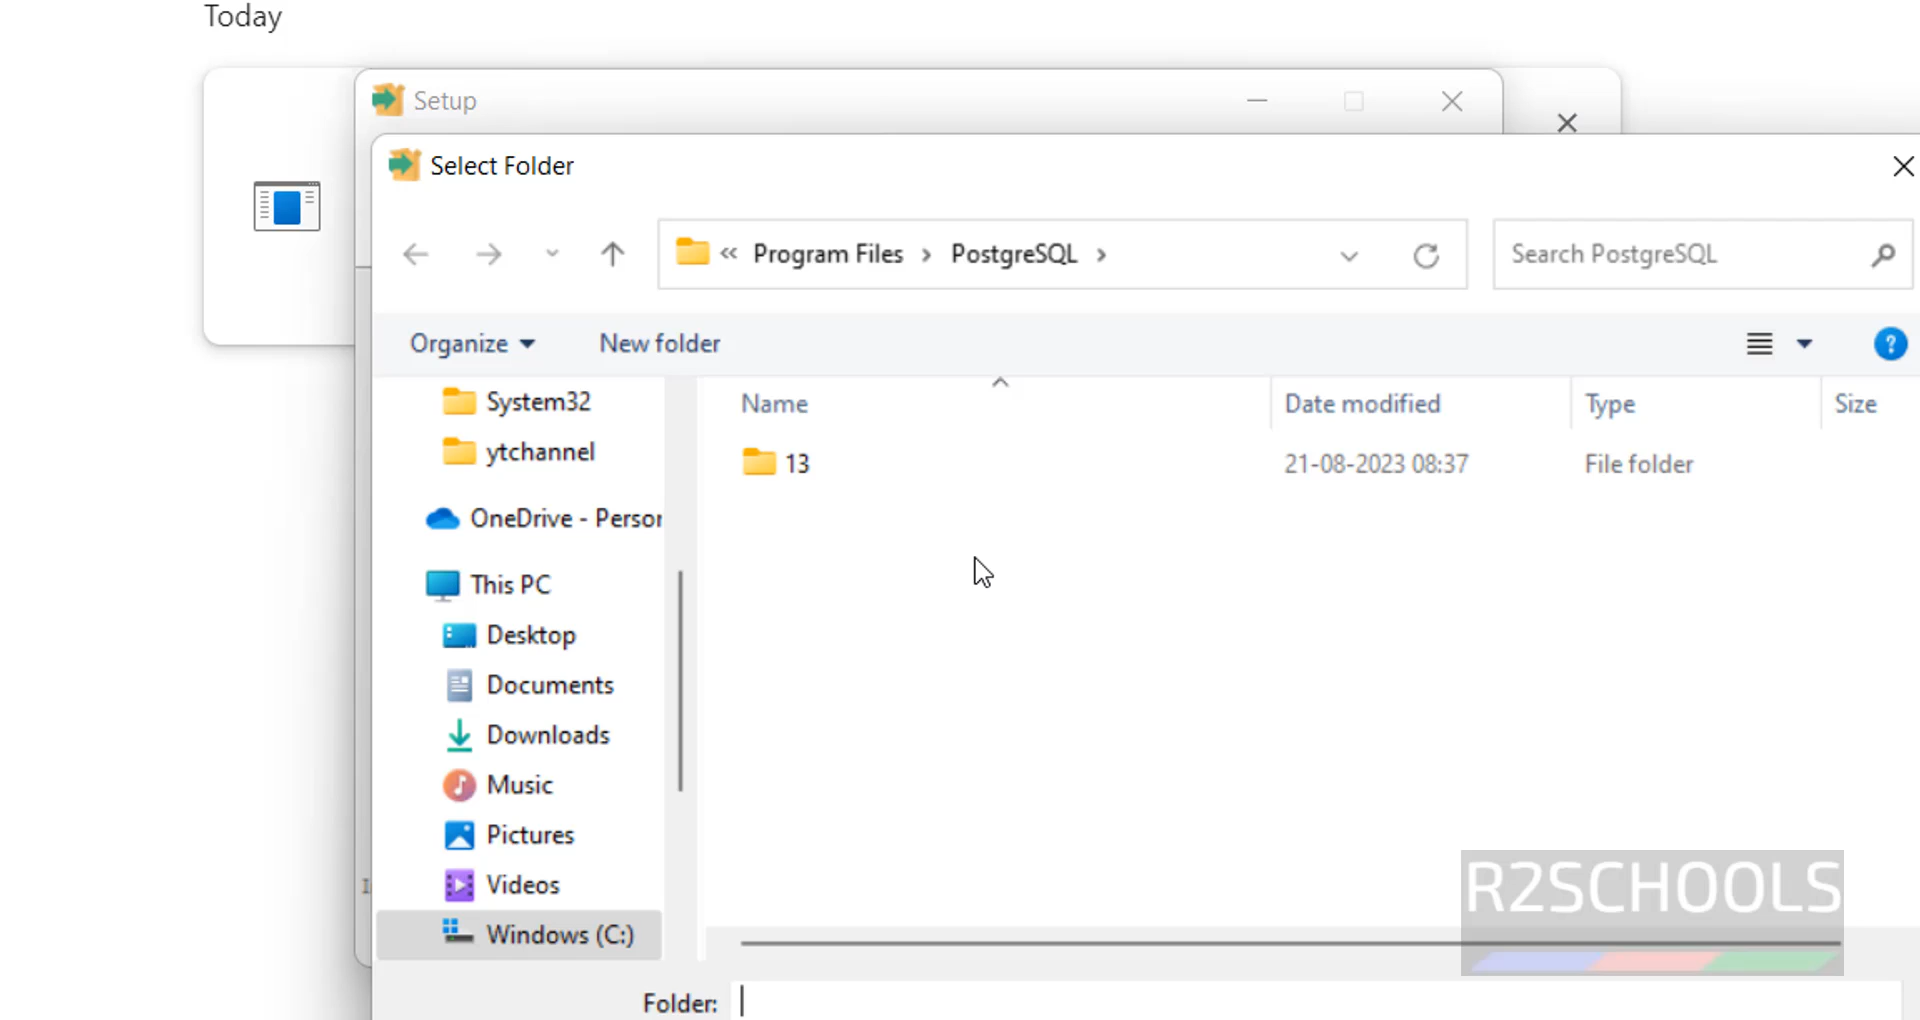 Today
Setup
Select Folder
« Program Files > PostgreSQL >
Search PostgreSQL
Organize
New folder
?
System32
ytchannel
OneDrive - Person
This PC
Desktop
Documents
Downloads
Music
Pictures
Videos
Windows (C:)
Name
Date modified
Type
Size
13
21-08-2023 08:37
File folder
R2SCHOOLS
Folder: